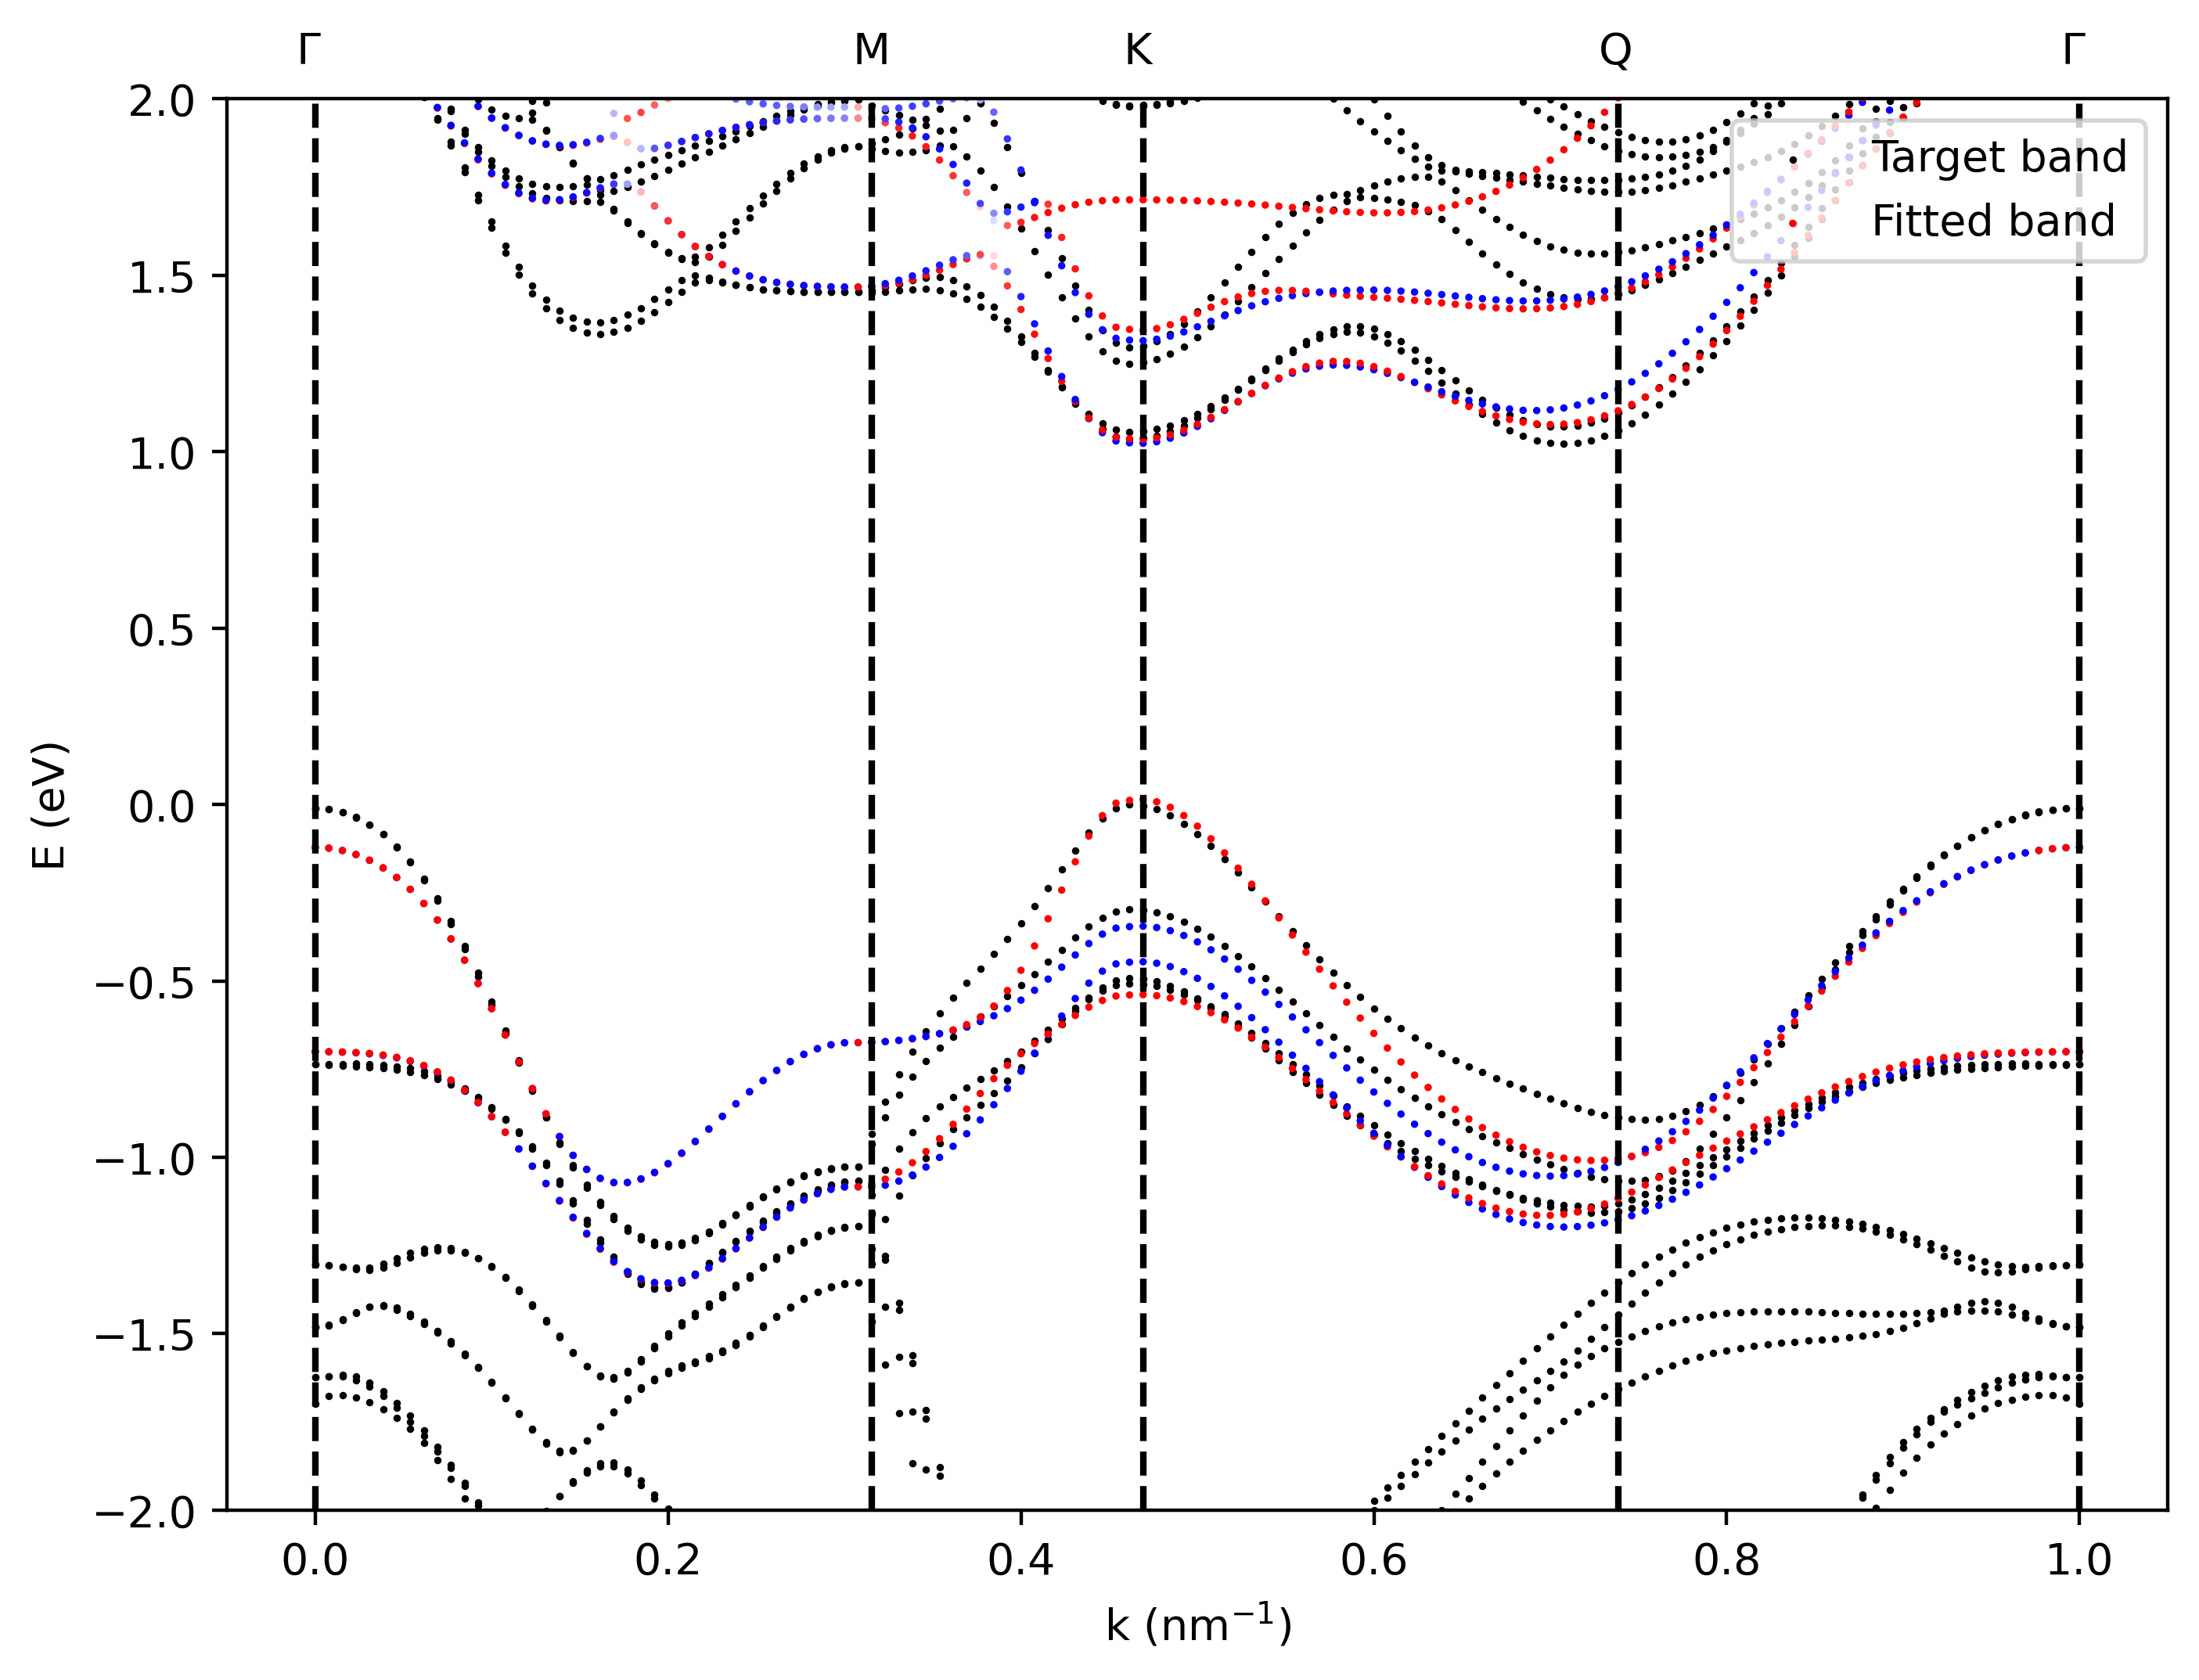 Γ M K Q Γ
2.0
1.5
1.0
0.5
0.0
−0.5
−1.0
−1.5
−2.0
E (eV)
Target band
Fitted band
0.0 0.2 0.4 0.6 0.8 1.0
k (nm⁻¹)